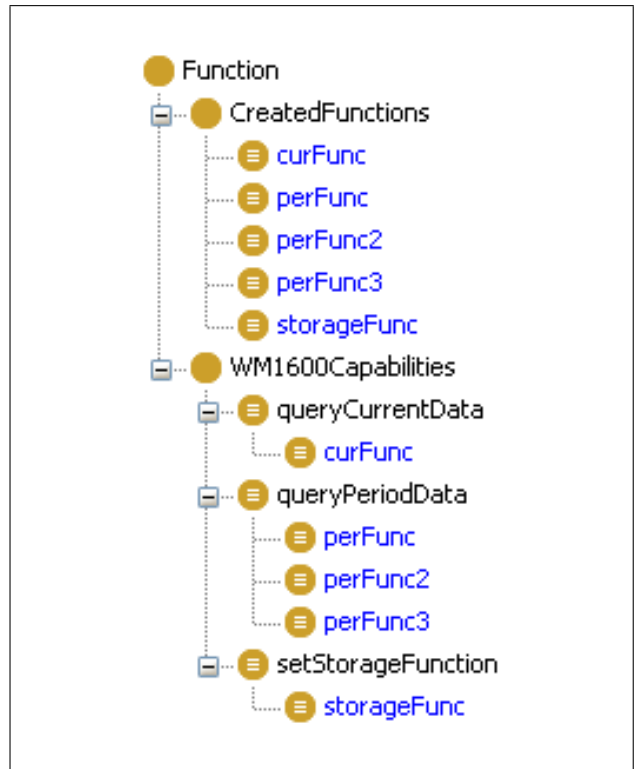 Function
CreatedFunctions
curFunc
perFunc
perFunc2
perFunc3
storageFunc
WM1600Capabilities
queryCurrentData
curFunc
queryPeriodData
perFunc
perFunc2
perFunc3
setStorageFunction
storageFunc